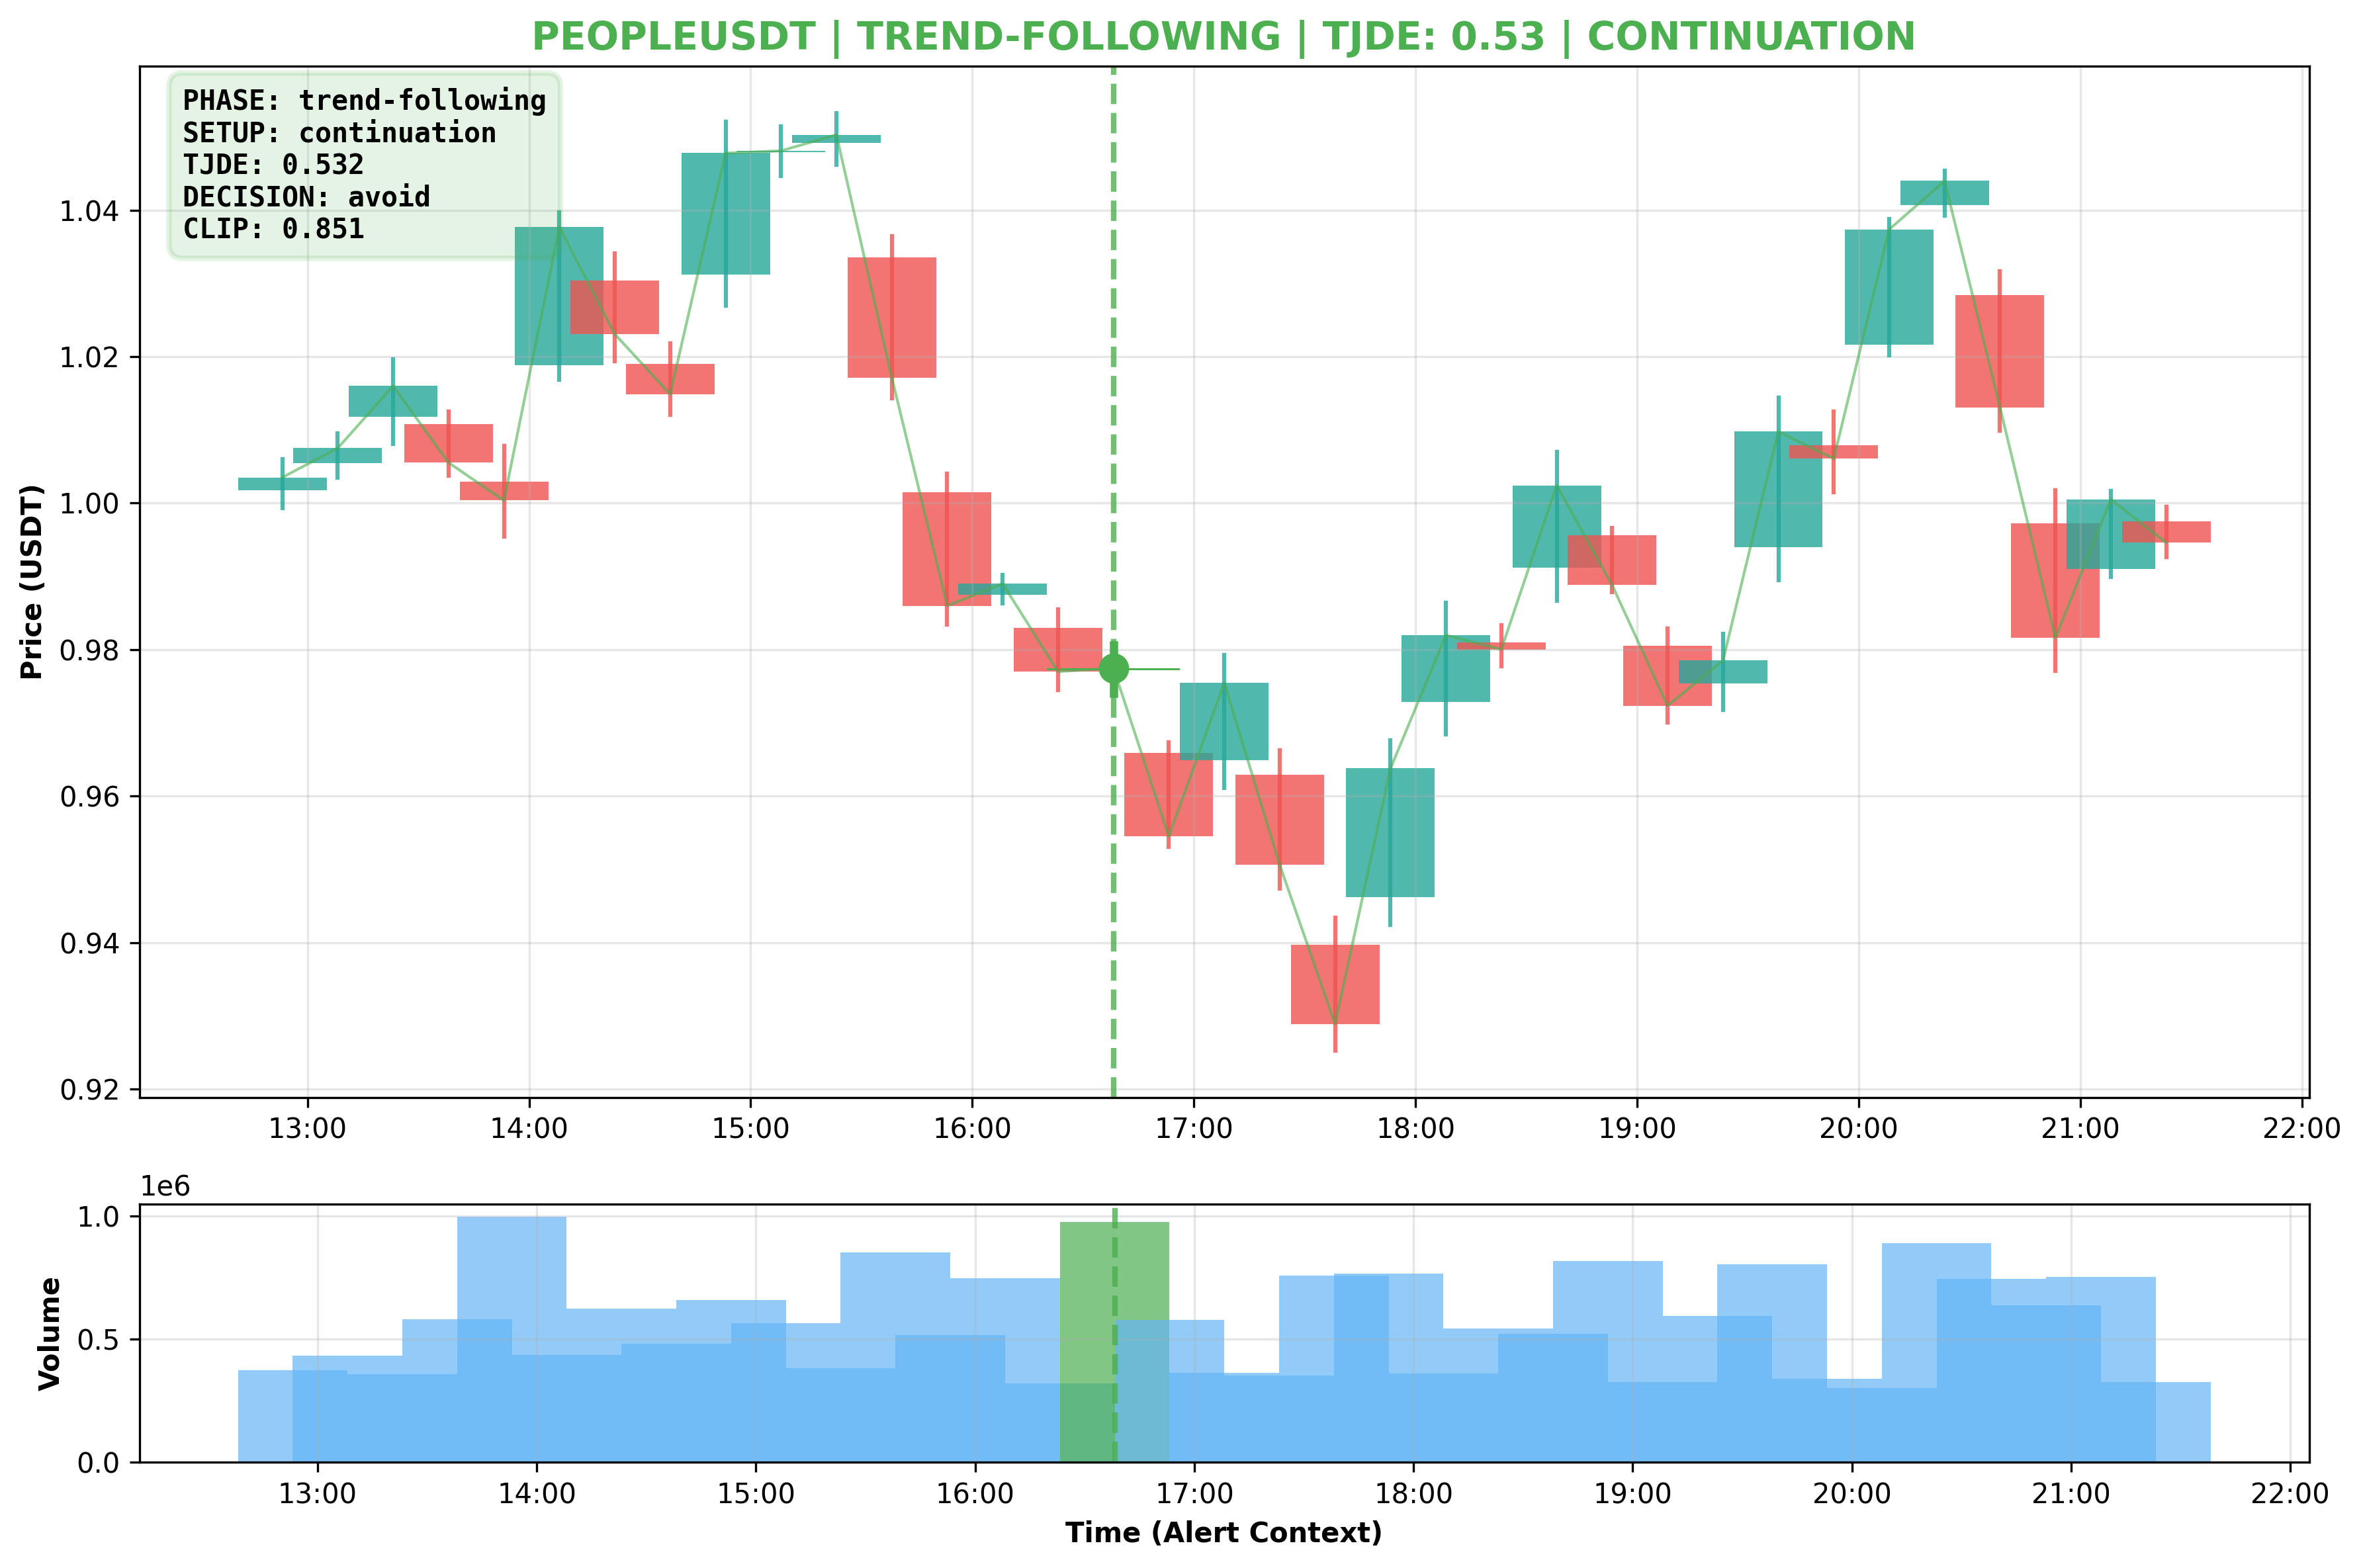 PEOPLEUSDT | TREND-FOLLOWING | TJDE: 0.53 | CONTINUATION
PHASE: trend-following
SETUP: continuation
TJDE: 0.532
DECISION: avoid
CLIP: 0.851
Price (USDT)
1.04
1.02
1.00
0.98
0.96
0.94
0.92
13:00 14:00 15:00 16:00 17:00 18:00 19:00 20:00 21:00 22:00
1e6
Volume
1.0
0.5
0.0
13:00 14:00 15:00 16:00 17:00 18:00 19:00 20:00 21:00 22:00
Time (Alert Context)